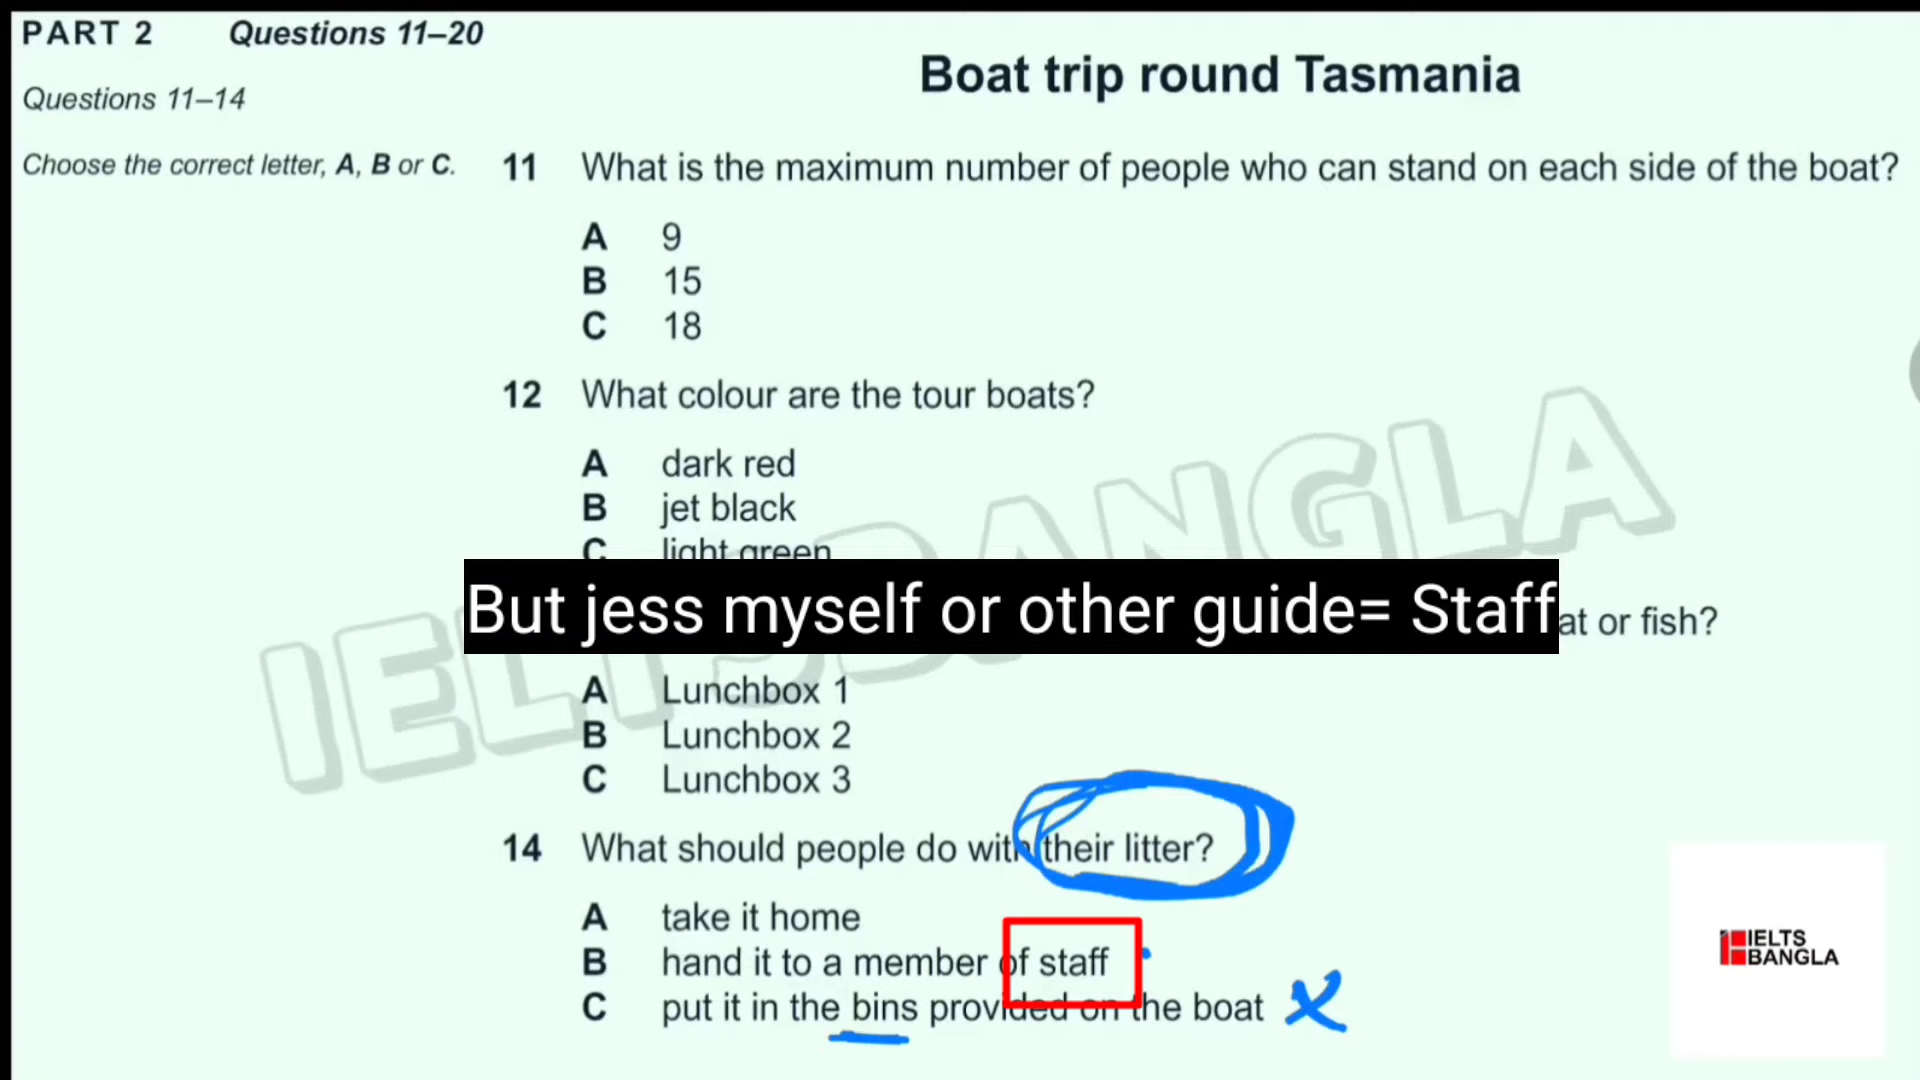 PART 2 Questions 11–20
Boat trip round Tasmania
Questions 11–14
Choose the correct letter, A, B or C.
11 What is the maximum number of people who can stand on each side of the boat?
A 9
B 15
C 18
12 What colour are the tour boats?
A dark red
B jet black
C light green
But jess myself or other guide= Staff
or fish?
A Lunchbox 1
B Lunchbox 2
C Lunchbox 3
14 What should people do with their litter?
A take it home
B hand it to a member of staff
C put it in the bins provided on the boat
IELTSBANGLA
IELTS
BANGLA